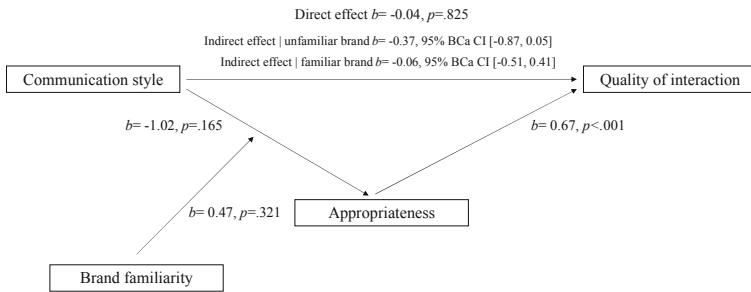 Direct effect b= -0.04, p=.825
Indirect effect | unfamiliar brand b= -0.37, 95% BCa CI [-0.87, 0.05]
Indirect effect | familiar brand b= -0.06, 95% BCa CI [-0.51, 0.41]
Communication style
Quality of interaction
b= -1.02, p=.165
b= 0.67, p<.001
b= 0.47, p=.321
Appropriateness
Brand familiarity